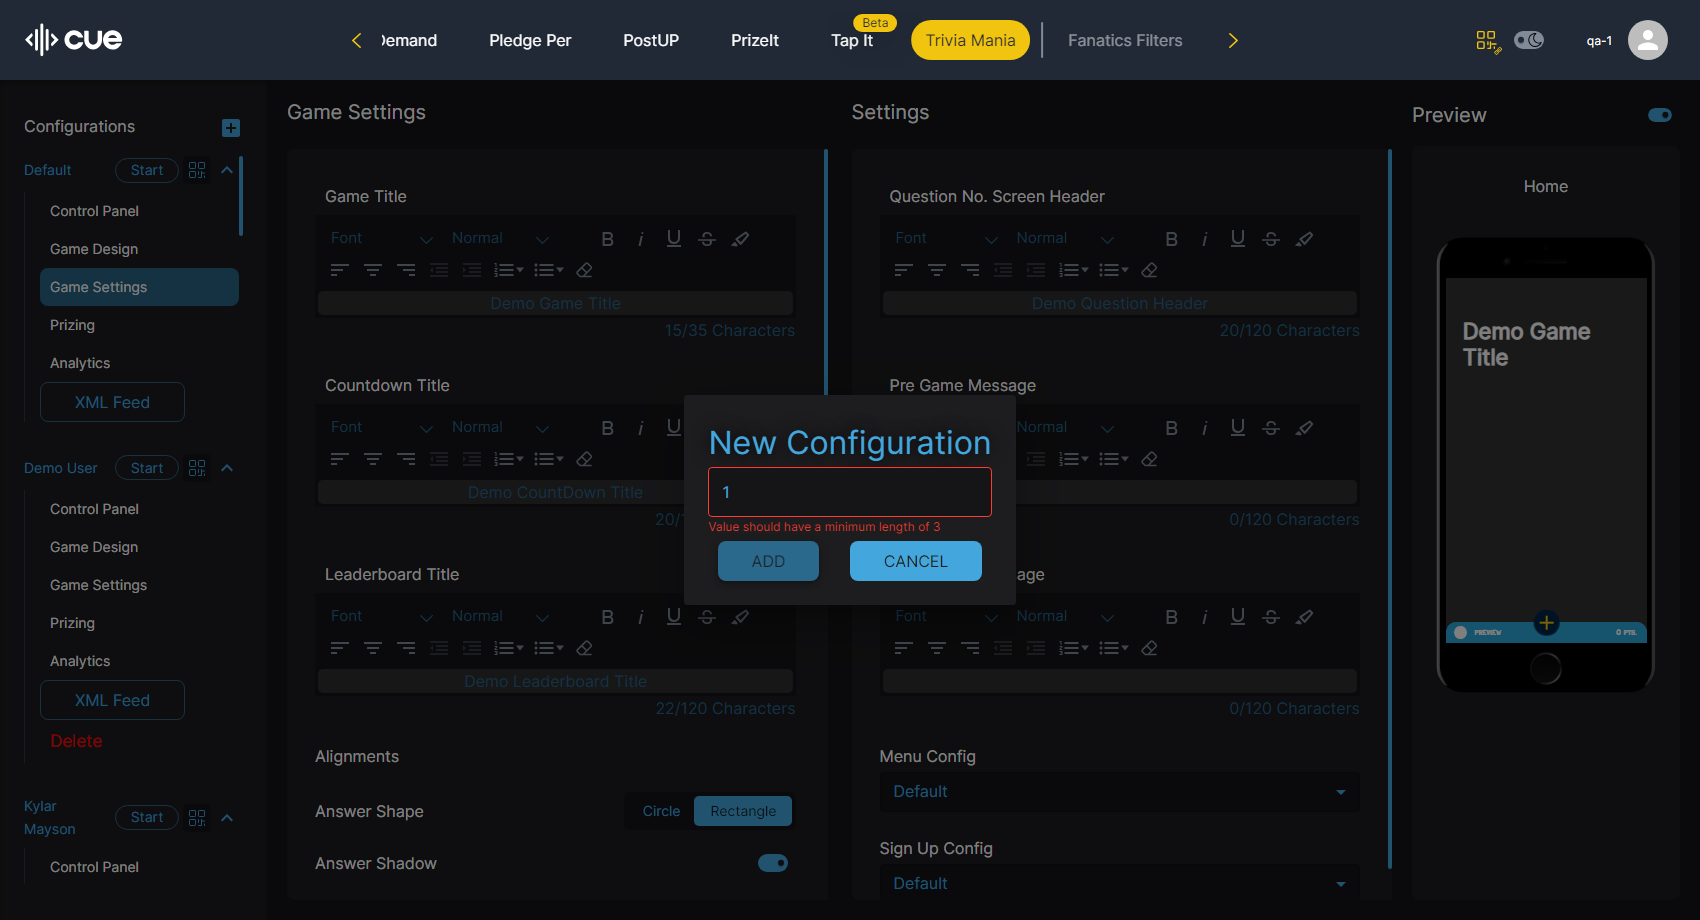 cue
Demand
Pledge Per
PostUP
PrizeIt
Beta
Tap It
Trivia Mania
Fanatics Filters
qa-1
Configurations
Default
Start
Control Panel
Game Design
Game Settings
Prizing
Analytics
XML Feed
Demo User
Start
Control Panel
Game Design
Game Settings
Prizing
Analytics
XML Feed
Delete
Kylar
Mayson
Start
Control Panel
Game Settings
Game Title
Font
Normal
Demo Game Title
15/35 Characters
Countdown Title
Font
Normal
Demo CountDown Title
20/
Leaderboard Title
Font
Normal
Demo Leaderboard Title
22/120 Characters
Alignments
Answer Shape
Circle
Rectangle
Answer Shadow
New Configuration
1
Value should have a minimum length of 3
ADD
CANCEL
Settings
Question No. Screen Header
Font
Normal
Demo Question Header
20/120 Characters
Pre Game Message
Normal
0/120 Characters
age
Font
Normal
0/120 Characters
Menu Config
Default
Sign Up Config
Default
Preview
Home
Demo Game
Title
PREVIEW
0 PTS.